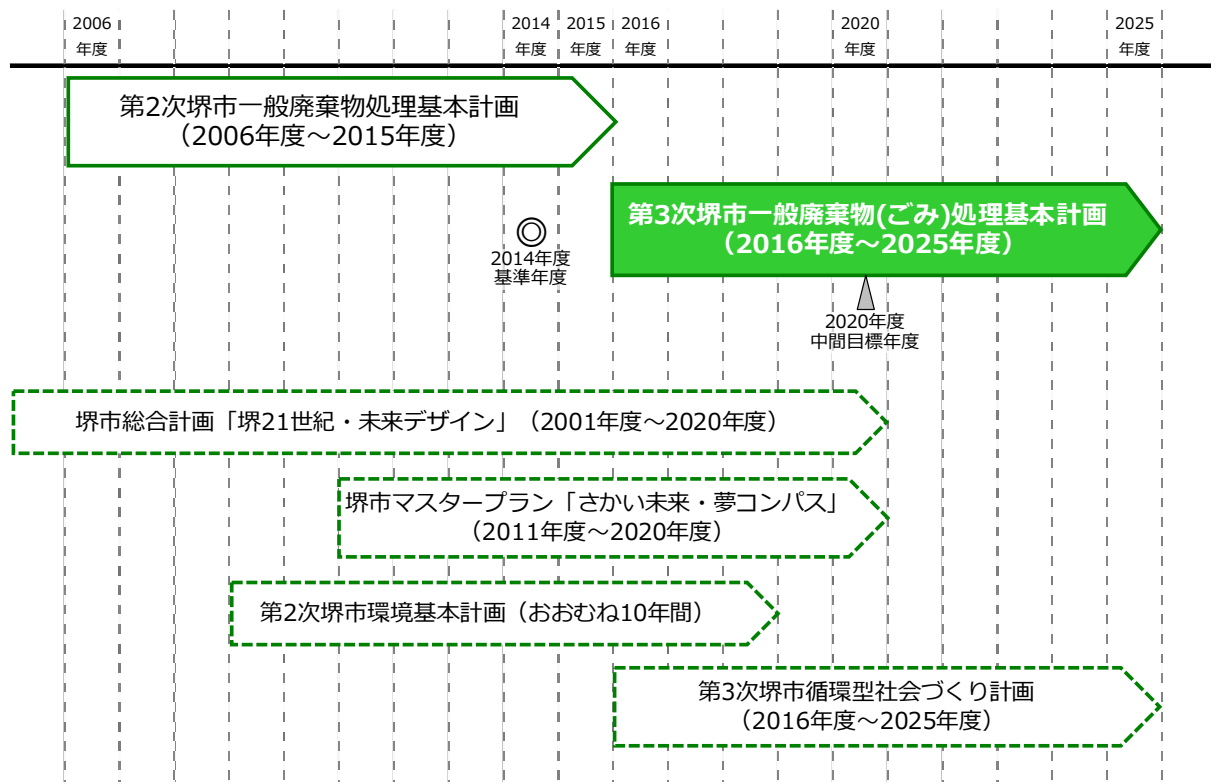 2006
年度
2014
年度
2015
年度
2016
年度
2020
年度
2025
年度
第2次堺市一般廃棄物処理基本計画
（2006年度～2015年度）
第3次堺市一般廃棄物(ごみ)処理基本計画
（2016年度～2025年度）
2014年度
基準年度
2020年度
中間目標年度
堺市総合計画「堺21世紀・未来デザイン」（2001年度～2020年度）
堺市マスタープラン「さかい未来・夢コンパス」
（2011年度～2020年度）
第2次堺市環境基本計画（おおむね10年間）
第3次堺市循環型社会づくり計画
（2016年度～2025年度）